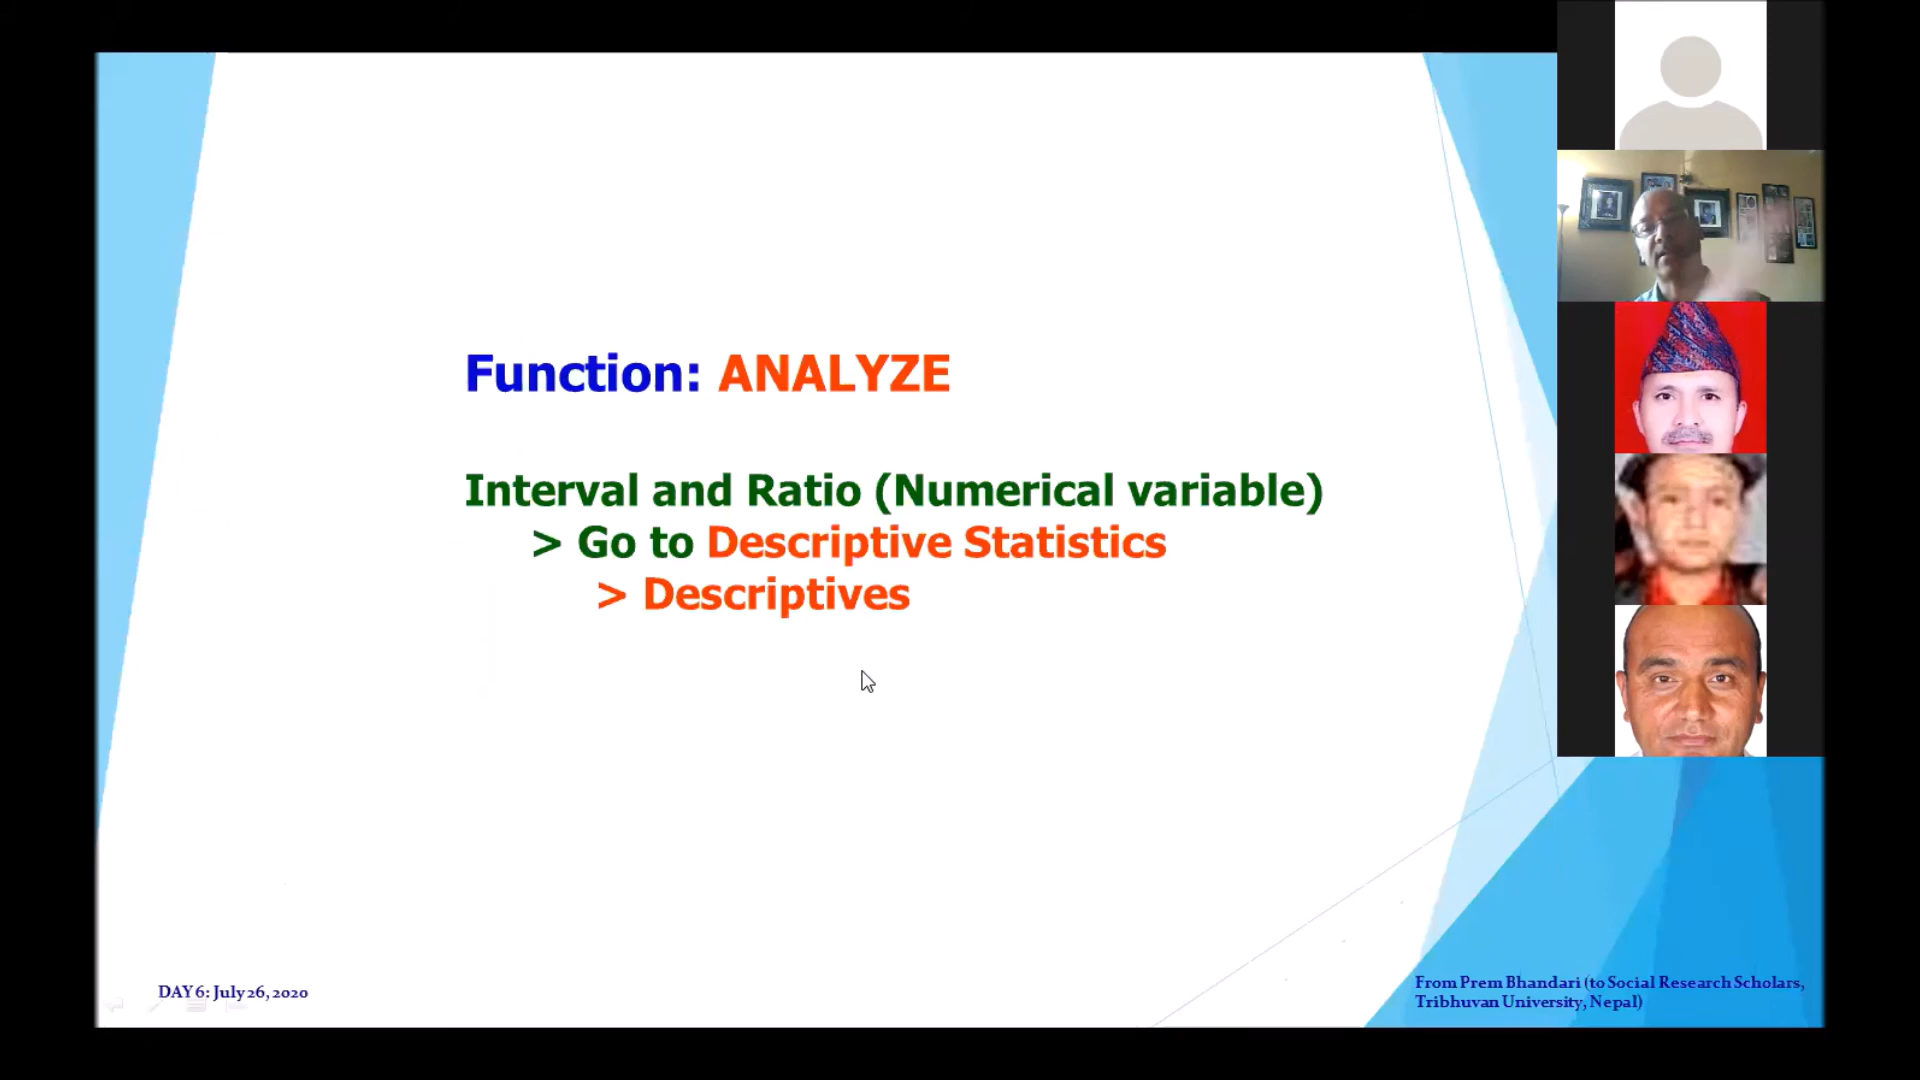 Function: ANALYZE
Interval and Ratio (Numerical variable)
> Go to Descriptive Statistics
> Descriptives
DAY 6: July 26, 2020
From Prem Bhandari (to Social Research Scholars,
Tribhuvan University, Nepal)